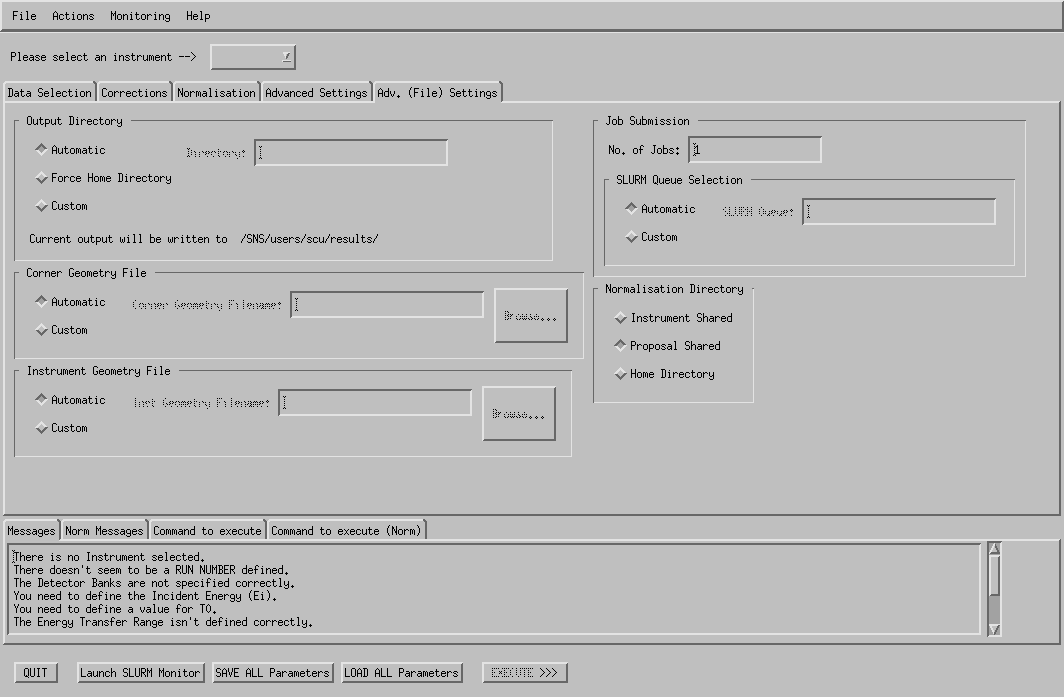 File Actions Monitoring Help
Please select an instrument -->
Data Selection Corrections Normalisation Advanced Settings Adv. (File) Settings
Output Directory
Automatic Directory:
Force Home Directory
Custom
Current output will be written to /SNS/users/scu/results/
Corner Geometry File
Automatic Corner Geometry Filename: Browse...
Custom
Instrument Geometry File
Automatic Inst Geometry Filename: Browse...
Custom
Job Submission
No. of Jobs: 1
SLURM Queue Selection
Automatic SLURM Queue:
Custom
Normalisation Directory
Instrument Shared
Proposal Shared
Home Directory
Messages Norm Messages Command to execute Command to execute (Norm)
There is no Instrument selected.
There doesn't seem to be a RUN NUMBER defined.
The Detector Banks are not specified correctly.
You need to define the Incident Energy (Ei).
You need to define a value for T0.
The Energy Transfer Range isn't defined correctly.
QUIT Launch SLURM Monitor SAVE ALL Parameters LOAD ALL Parameters EXECUTE >>>